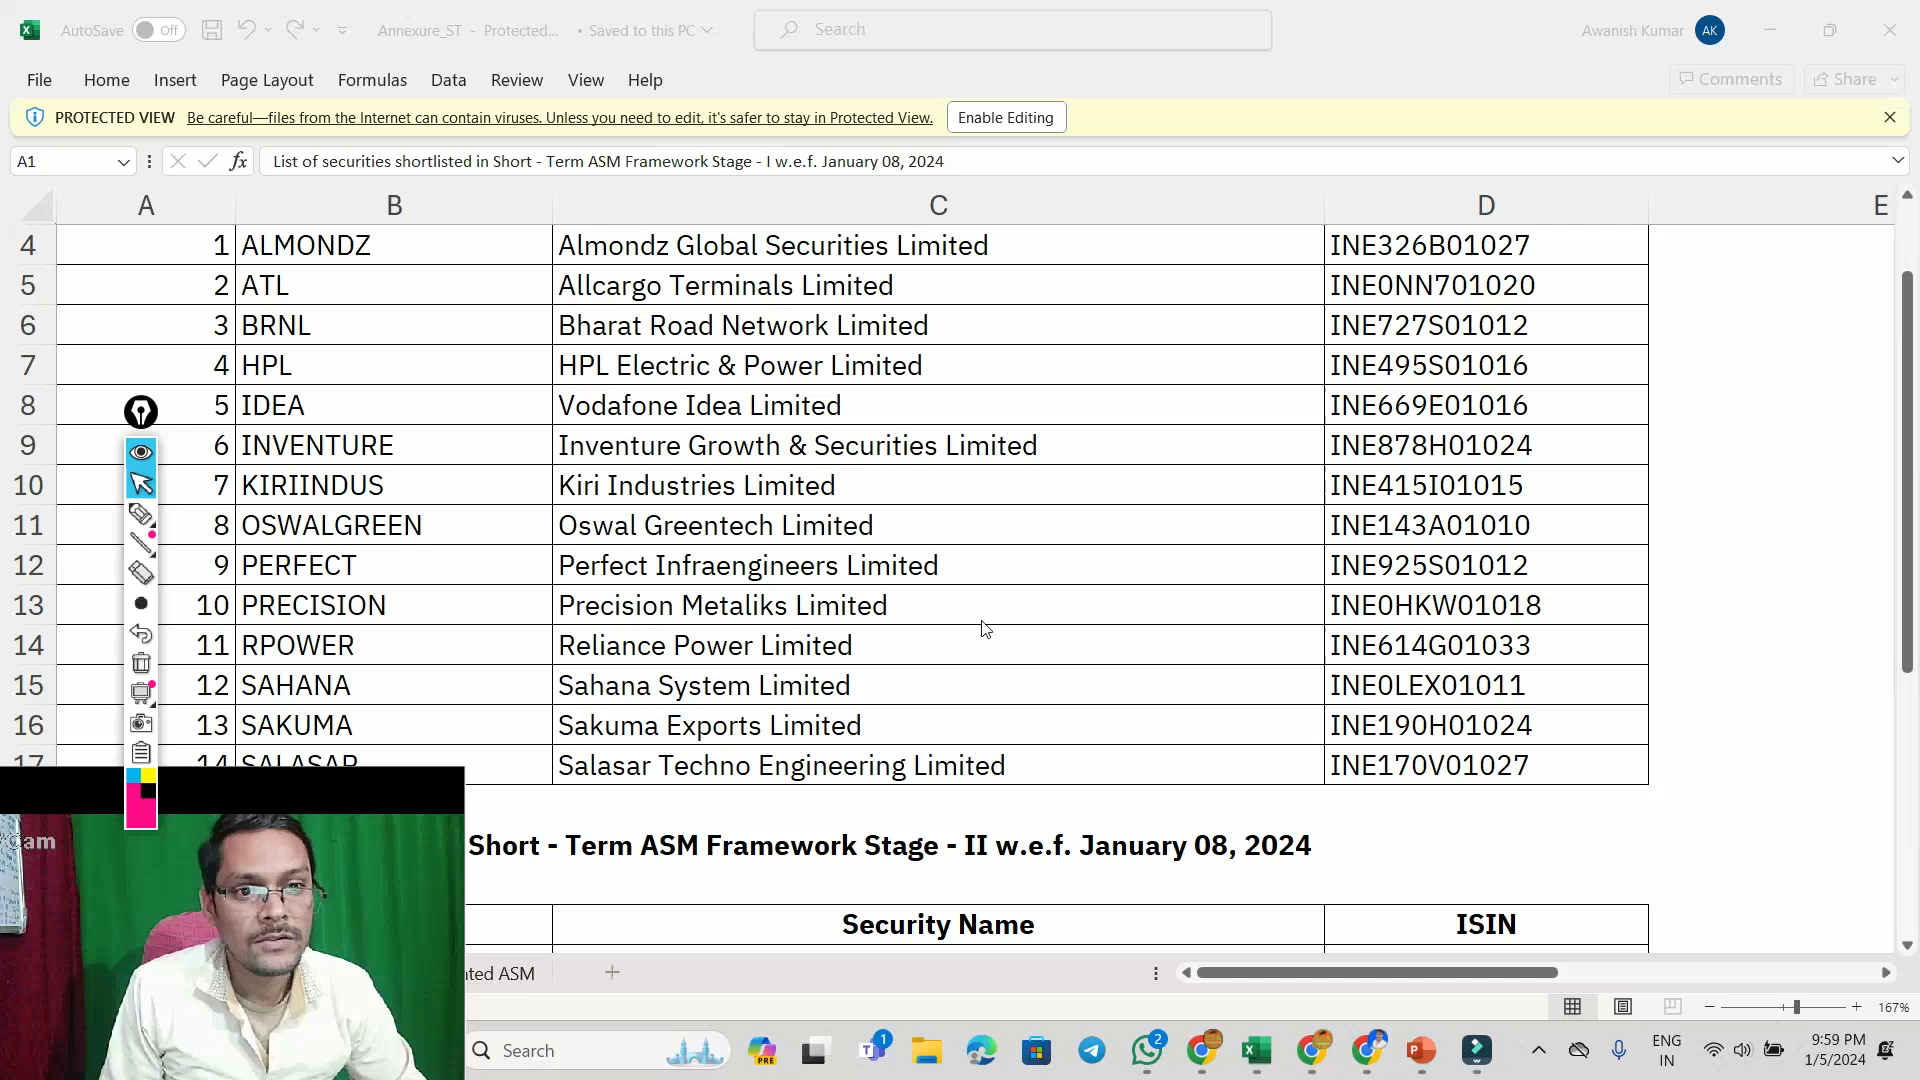 AutoSave Off Annexure_ST - Protected... • Saved to this PC Search Awanish Kumar AK
File Home Insert Page Layout Formulas Data Review View Help Comments Share
PROTECTED VIEW Be careful—files from the Internet can contain viruses. Unless you need to edit, it's safer to stay in Protected View. Enable Editing
A1 fx List of securities shortlisted in Short - Term ASM Framework Stage - I w.e.f. January 08, 2024
A B C D E
4 1 ALMONDZ Almondz Global Securities Limited INE326B01027
5 2 ATL Allcargo Terminals Limited INE0NN701020
6 3 BRNL Bharat Road Network Limited INE727S01012
7 4 HPL HPL Electric & Power Limited INE495S01016
8 5 IDEA Vodafone Idea Limited INE669E01016
9 6 INVENTURE Inventure Growth & Securities Limited INE878H01024
10 7 KIRIINDUS Kiri Industries Limited INE415I01015
11 8 OSWALGREEN Oswal Greentech Limited INE143A01010
12 9 PERFECT Perfect Infraengineers Limited INE925S01012
13 10 PRECISION Precision Metaliks Limited INE0HKW01018
14 11 RPOWER Reliance Power Limited INE614G01033
15 12 SAHANA Sahana System Limited INE0LEX01011
16 13 SAKUMA Sakuma Exports Limited INE190H01024
17 14 SALASAR Salasar Techno Engineering Limited INE170V01027
Short - Term ASM Framework Stage - II w.e.f. January 08, 2024
Security Name ISIN
ated ASM
167%
Search PRE 1 2 ENG IN 9:59 PM 1/5/2024